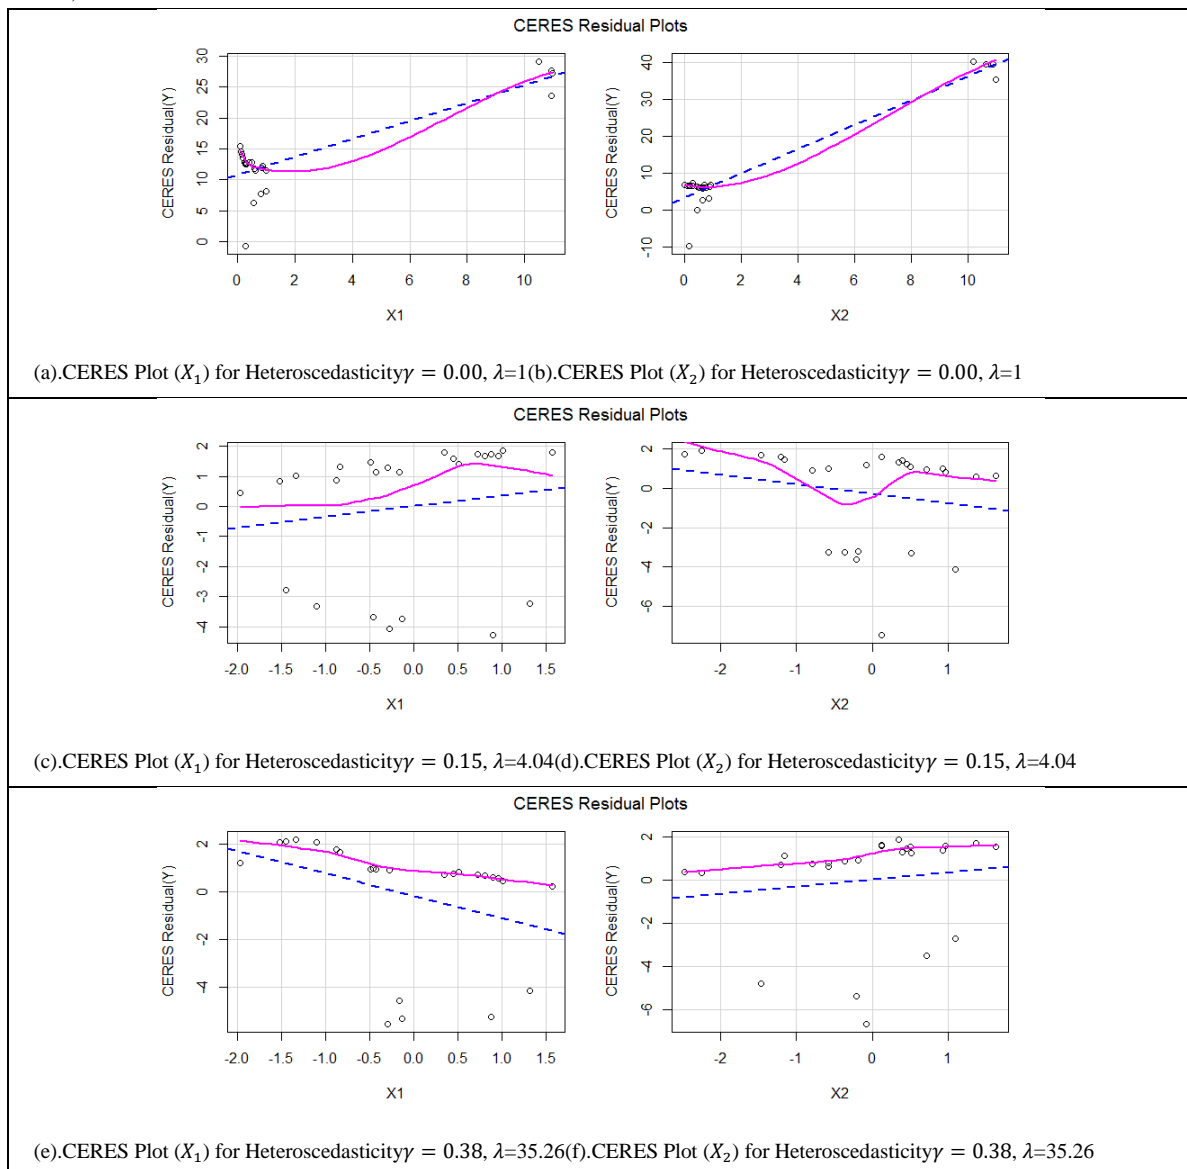 CERES Residual Plots
CERES Residual(Y)
30
25
20
15
10
5
0
0 2 4 6 8 10
X1
CERES Residual(Y)
40
30
20
10
0
-10
0 2 4 6 8 10
X2
(a).CERES Plot (X₁) for Heteroscedasticityγ = 0.00, λ=1(b).CERES Plot (X₂) for Heteroscedasticityγ = 0.00, λ=1
CERES Residual Plots
CERES Residual(Y)
2
1
0
-1
-2
-3
-4
-2.0 -1.5 -1.0 -0.5 0.0 0.5 1.0 1.5
X1
CERES Residual(Y)
2
0
-2
-4
-6
-2 -1 0 1
X2
(c).CERES Plot (X₁) for Heteroscedasticityγ = 0.15, λ=4.04(d).CERES Plot (X₂) for Heteroscedasticityγ = 0.15, λ=4.04
CERES Residual Plots
CERES Residual(Y)
2
0
-2
-4
-2.0 -1.5 -1.0 -0.5 0.0 0.5 1.0 1.5
X1
CERES Residual(Y)
2
0
-2
-4
-6
-2 -1 0 1
X2
(e).CERES Plot (X₁) for Heteroscedasticityγ = 0.38, λ=35.26(f).CERES Plot (X₂) for Heteroscedasticityγ = 0.38, λ=35.26